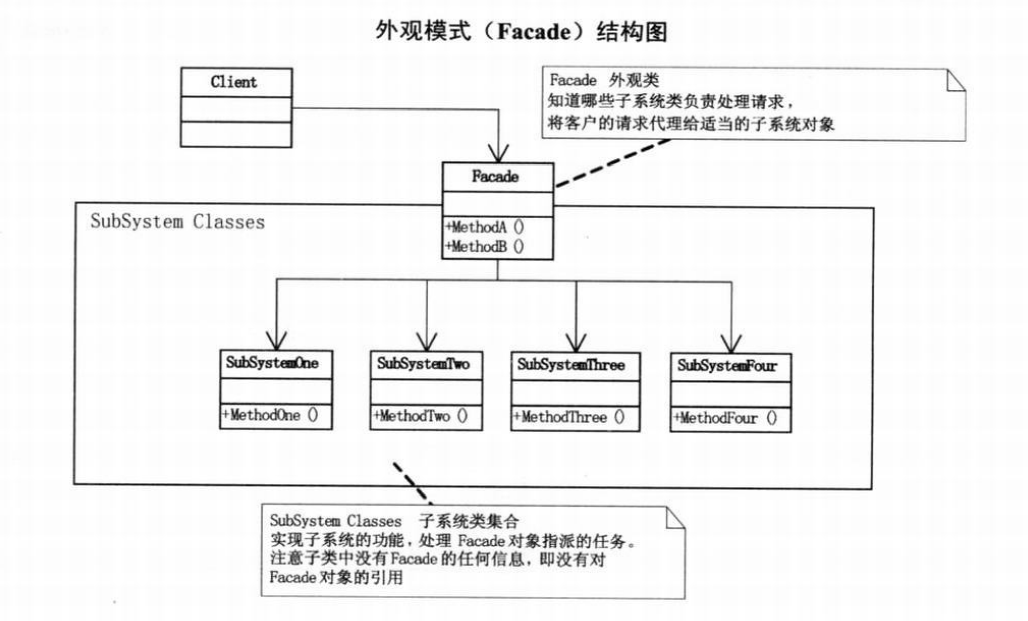 外观模式（Facade）结构图
Client
Facade 外观类
知道哪些子系统类负责处理请求，
将客户的请求代理给适当的子系统对象
Facade
+MethodA ()
+MethodB ()
SubSystem Classes
SubSystemOne
+MethodOne ()
SubSystemTwo
+MethodTwo ()
SubSystemThree
+MethodThree ()
SubSystemFour
+MethodFour ()
SubSystem Classes 子系统类集合
实现子系统的功能，处理 Facade对象指派的任务。
注意子类中没有Facade的任何信息，即没有对
Facade对象的引用